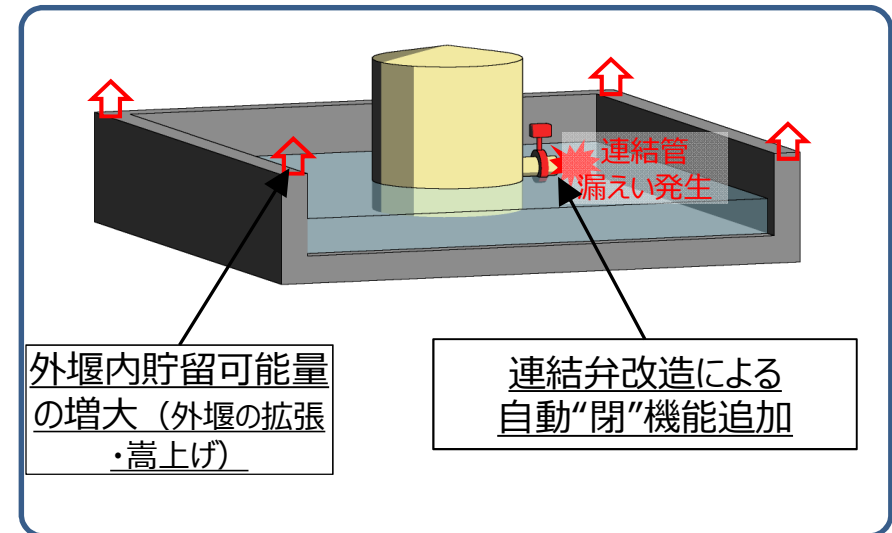 連結管
漏えい発生
外堰内貯留可能量
の増大（外堰の拡張
・嵩上げ）
連結弁改造による
自動“閉”機能追加